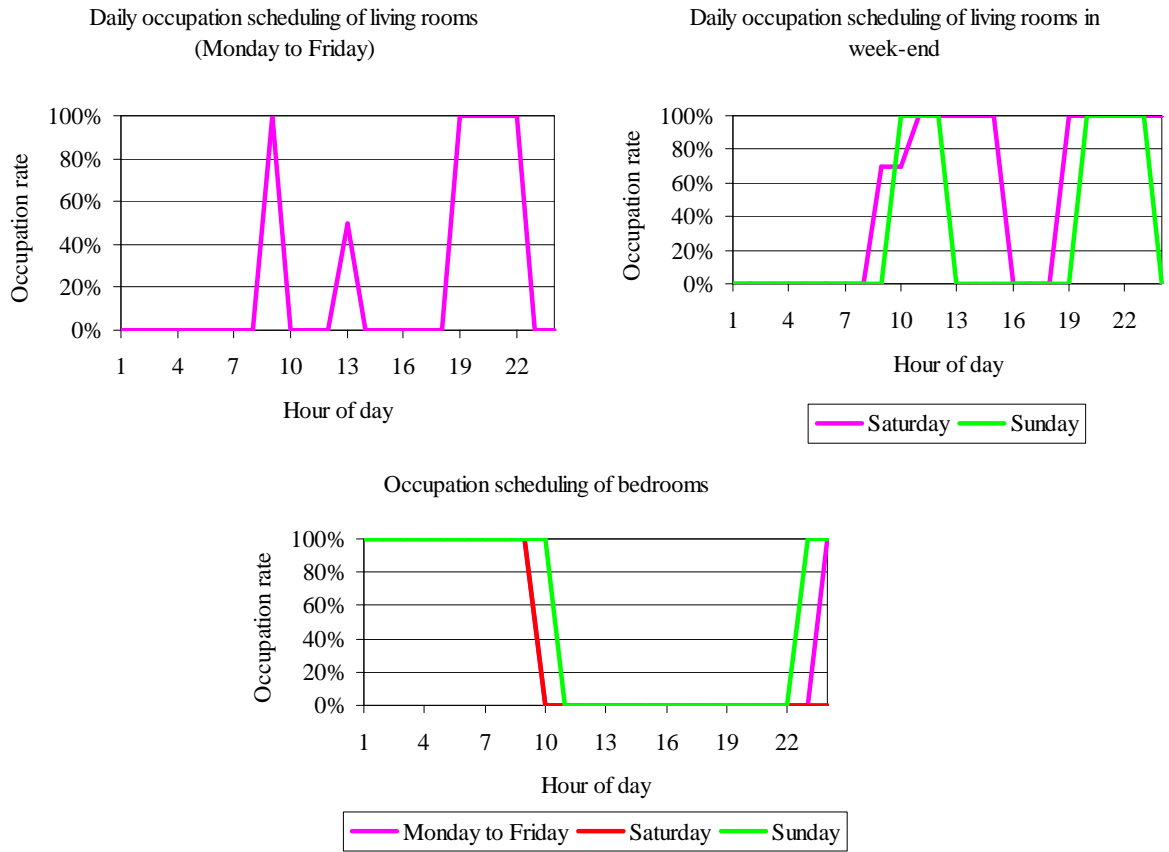 Daily occupation scheduling of living rooms
(Monday to Friday)
100%
80%
60%
40%
20%
0%
Occupation rate
1 4 7 10 13 16 19 22
Hour of day
Daily occupation scheduling of living rooms in
week-end
100%
80%
60%
40%
20%
0%
Occupation rate
1 4 7 10 13 16 19 22
Hour of day
Saturday Sunday
Occupation scheduling of bedrooms
100%
80%
60%
40%
20%
0%
Occupation rate
1 4 7 10 13 16 19 22
Hour of day
Monday to Friday Saturday Sunday